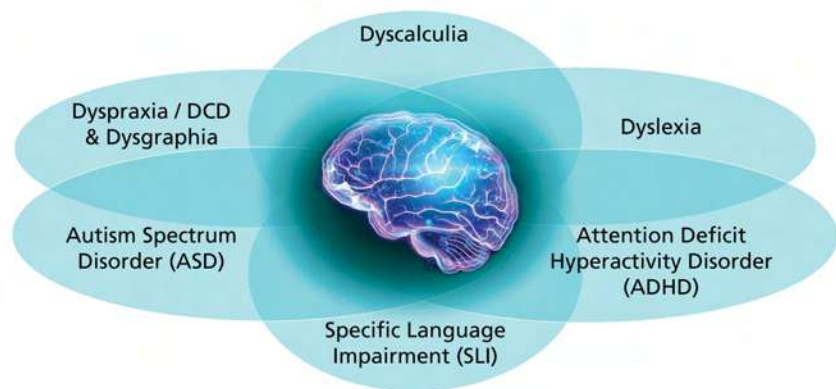 Dyscalculia
Dyspraxia / DCD
& Dysgraphia
Dyslexia
Autism Spectrum
Disorder (ASD)
Attention Deficit
Hyperactivity Disorder
(ADHD)
Specific Language
Impairment (SLI)